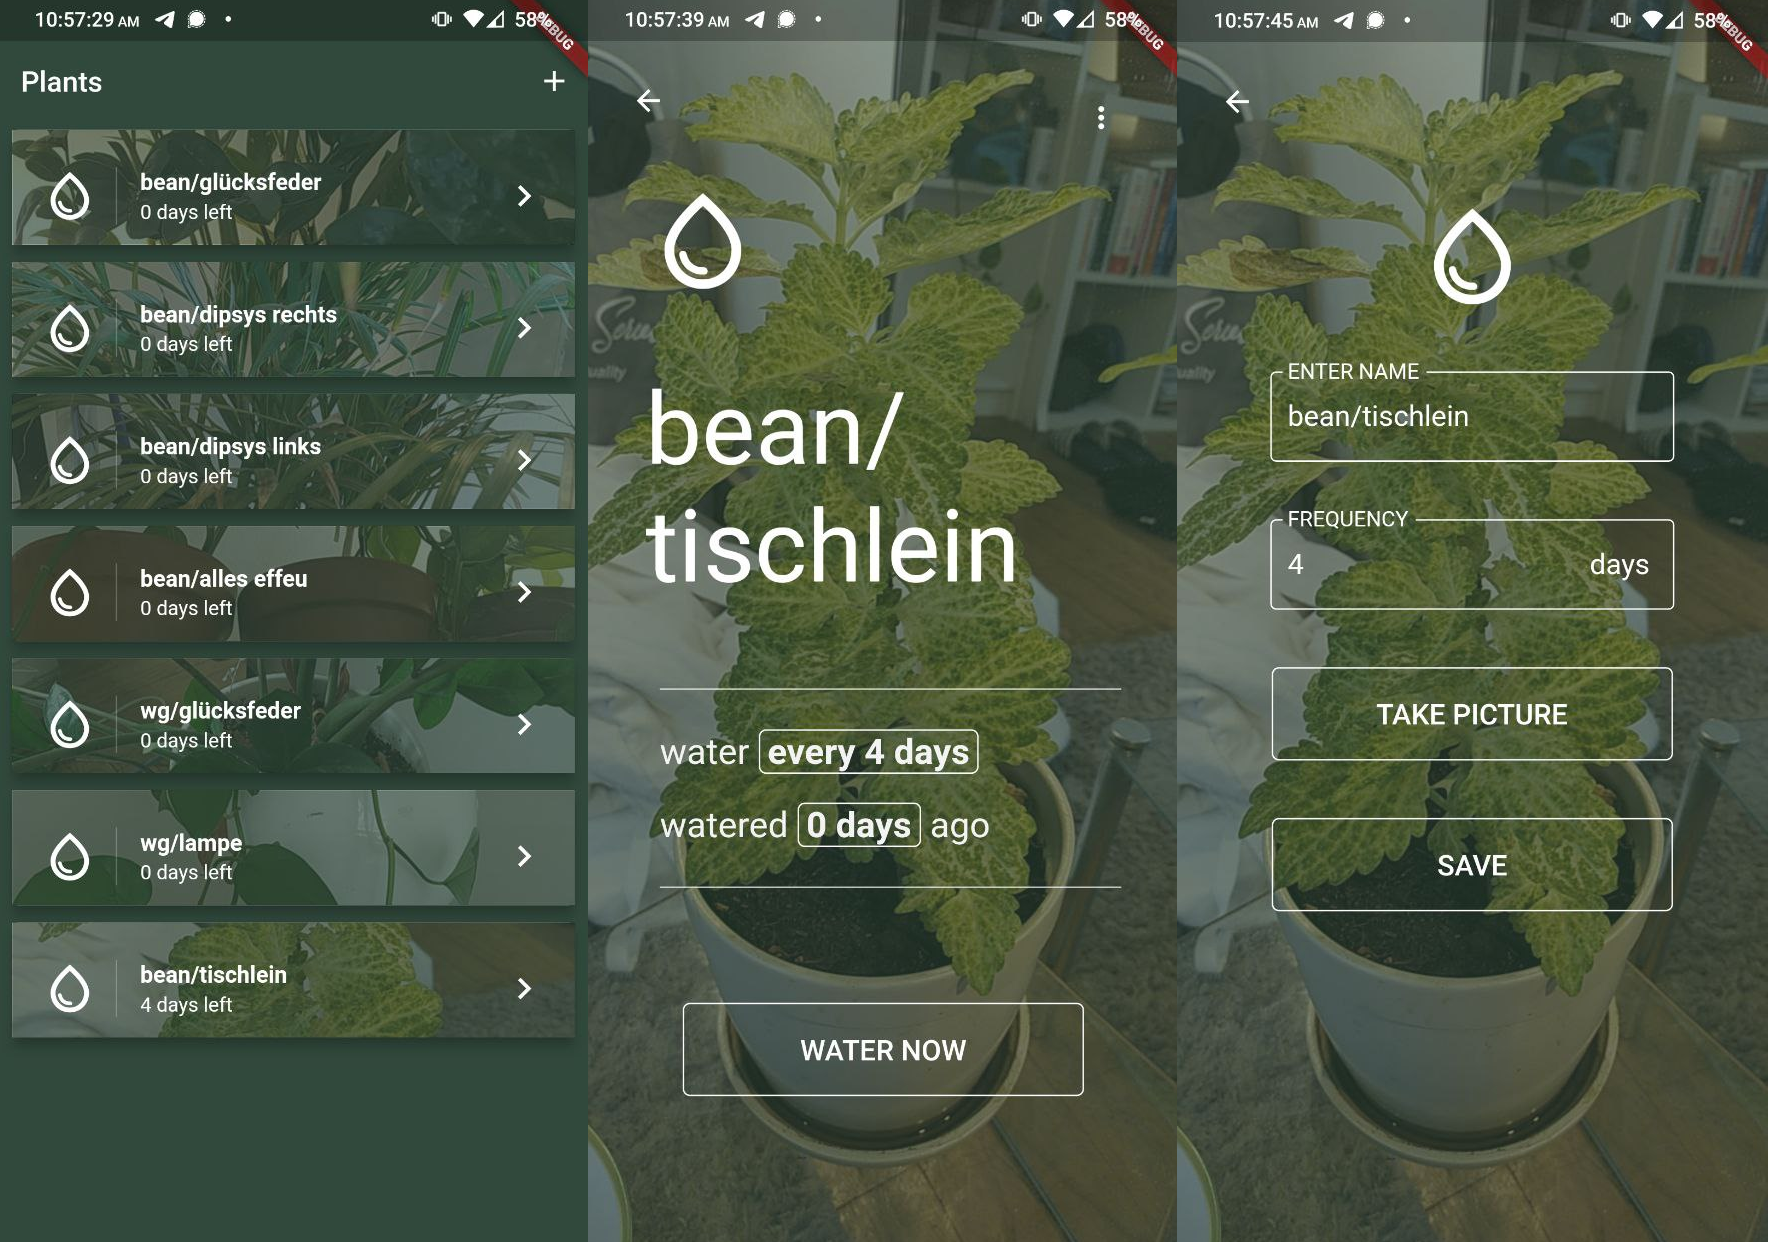 10:57:29 AM
58%
DEBUG
Plants
bean/glücksfeder
0 days left
bean/dipsys rechts
0 days left
bean/dipsys links
0 days left
bean/alles effeu
0 days left
wg/glücksfeder
0 days left
wg/lampe
0 days left
bean/tischlein
4 days left
10:57:39 AM
58%
DEBUG
uality
bean/
tischlein
water every 4 days
watered 0 days ago
WATER NOW
10:57:45 AM
58%
DEBUG
uality
ENTER NAME
bean/tischlein
FREQUENCY
4 days
TAKE PICTURE
SAVE